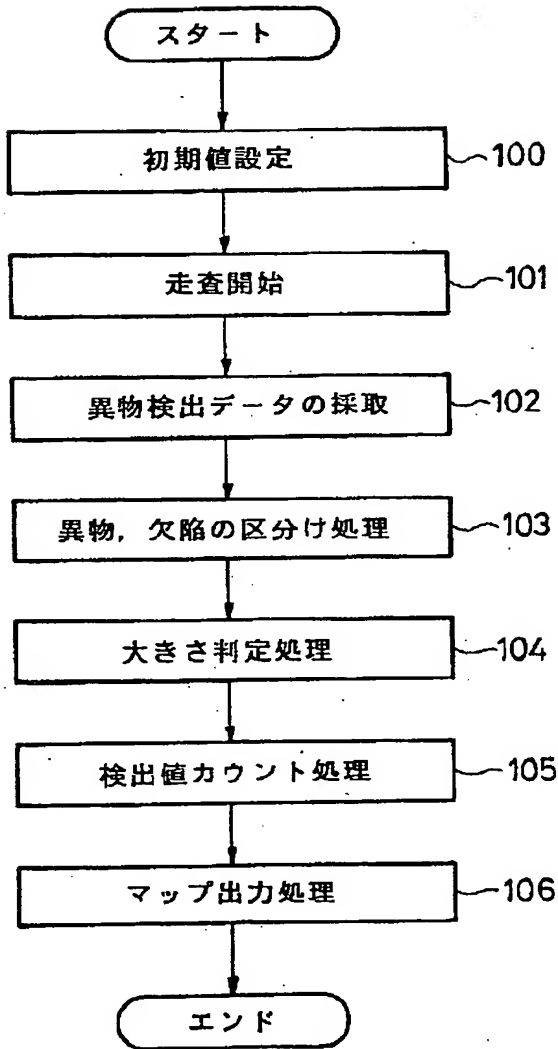 スタート
初期値設定 100
走査開始 101
異物検出データの採取 102
異物,欠陥の区分け処理 103
大きさ判定処理 104
検出値カウント処理 105
マップ出力処理 106
エンド